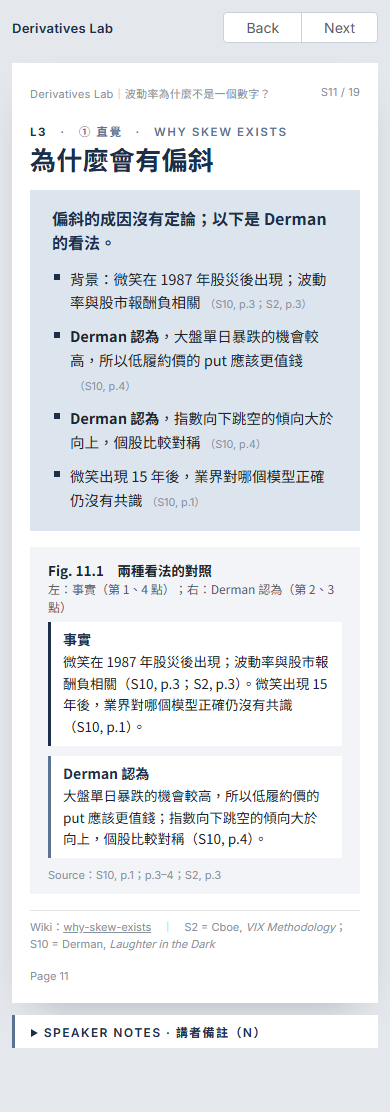 Derivatives Lab
Back
Next
Derivatives Lab｜波動率為什麼不是一個數字？
S11 / 19
L3 · ① 直覺 · WHY SKEW EXISTS
為什麼會有偏斜
偏斜的成因沒有定論；以下是 Derman
的看法。
背景：微笑在 1987 年股災後出現；波動
率與股市報酬負相關（S10, p.3；S2, p.3）
Derman 認為，大盤單日暴跌的機會較
高，所以低履約價的 put 應該更值錢
（S10, p.4）
Derman 認為，指數向下跳空的傾向大於
向上，個股比較對稱（S10, p.4）
微笑出現 15 年後，業界對哪個模型正確
仍沒有共識（S10, p.1）
Fig. 11.1 兩種看法的對照
左：事實（第 1、4 點）；右：Derman 認為（第 2、3
點）
事實
微笑在 1987 年股災後出現；波動率與股市報
酬負相關（S10, p.3；S2, p.3）。微笑出現 15
年後，業界對哪個模型正確仍沒有共識
（S10, p.1）。
Derman 認為
大盤單日暴跌的機會較高，所以低履約價的
put 應該更值錢；指數向下跳空的傾向大於
向上，個股比較對稱（S10, p.4）。
Source：S10, p.1；p.3–4；S2, p.3
Wiki：why-skew-exists ｜ S2 = Cboe, VIX Methodology；
S10 = Derman, Laughter in the Dark
Page 11
▶ SPEAKER NOTES · 講者備註（N）